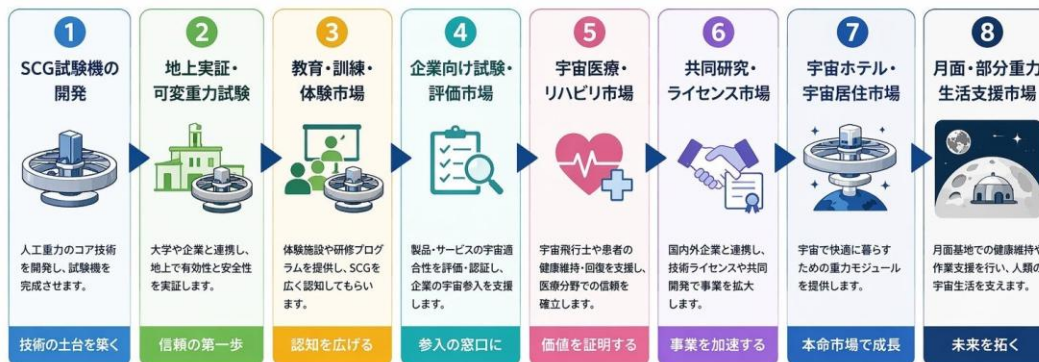 1
SCG試験機の
開発
人工重力のコア技術
を開発し、試験機を
完成させます。
技術の土台を築く
2
地上実証・
可変重力試験
大学や企業と連携し、
地上で有効性と安全性
を実証します。
信頼の第一歩
3
教育・訓練・
体験市場
体験施設や研修プログ
ラムを提供し、SCGを
広く認知してもらい
ます。
認知を広げる
4
企業向け試験・
評価市場
製品・サービスの宇宙適
合性を評価・認証し、
企業の宇宙参入を支援
します。
参入の窓口に
5
宇宙医療・
リハビリ市場
宇宙飛行士や患者の
健康維持・回復を支援し、
医療分野での信頼を
確立します。
価値を証明する
6
共同研究・
ライセンス市場
国内外企業と連携し、
技術ライセンスや共同
開発で事業を拡大
します。
事業を加速する
7
宇宙ホテル・
宇宙居住市場
宇宙で快適に暮らす
ための重力モジュール
を提供します。
本命市場で成長
8
月面・部分重力
生活支援市場
月面基地での健康維持や
作業支援を行い、人類の
宇宙生活を支えます。
未来を拓く